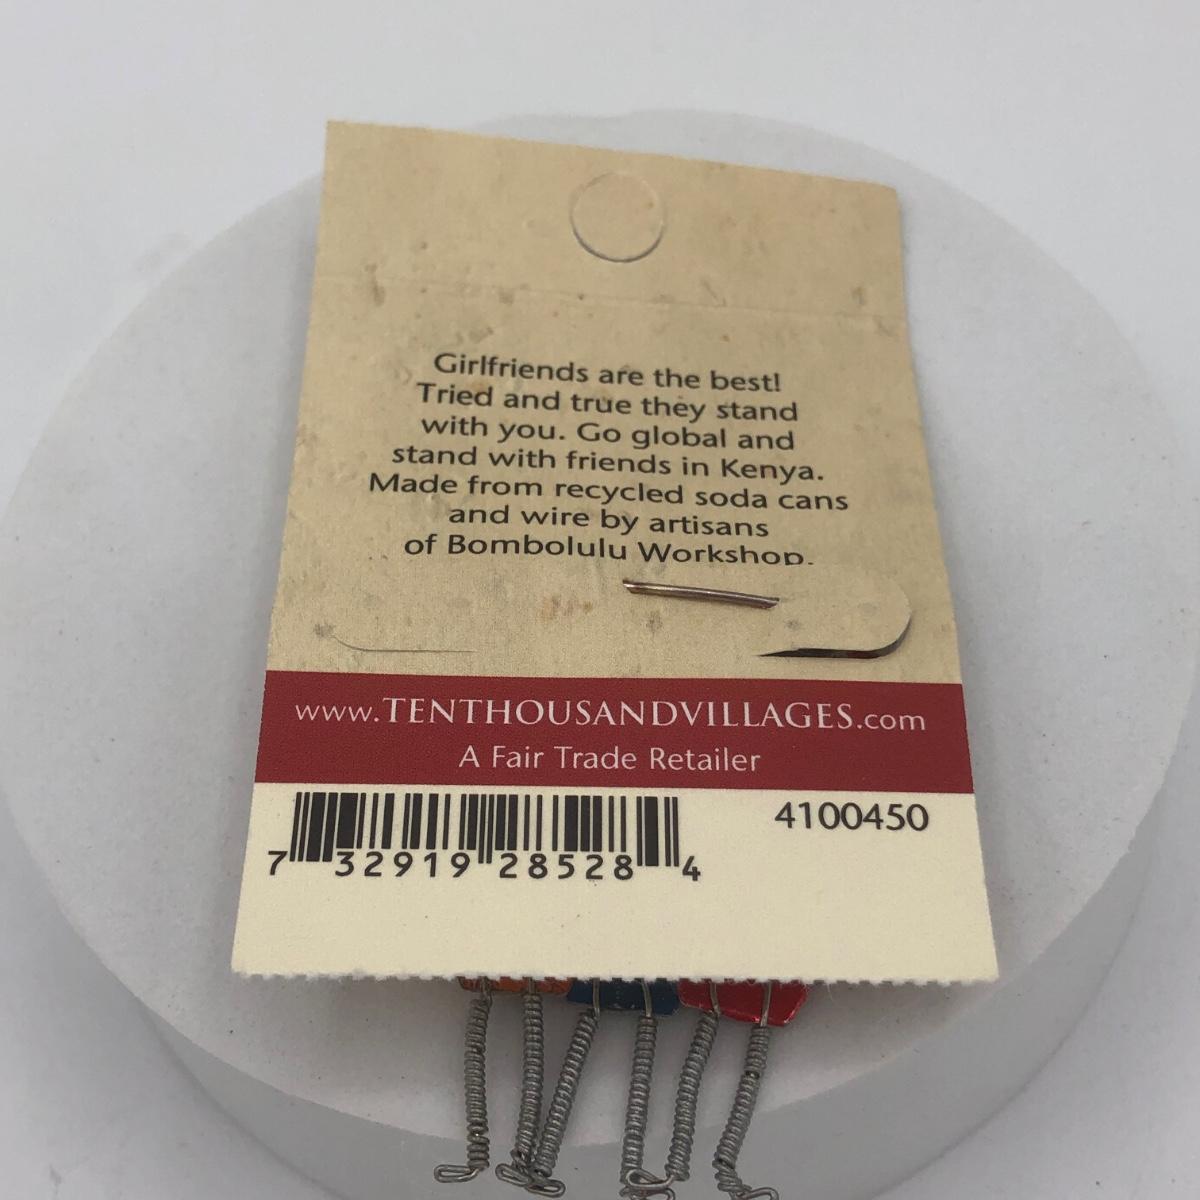 Girlfriends are the best!
Tried and true they stand
with you. Go global and
stand with friends in Kenya.
Made from recycled soda cans
and wire by artisans
of Bombolulu Workshop.
www.TENTHOUSANDVILLAGES.com
A Fair Trade Retailer
4100450
7 32919 28528 4